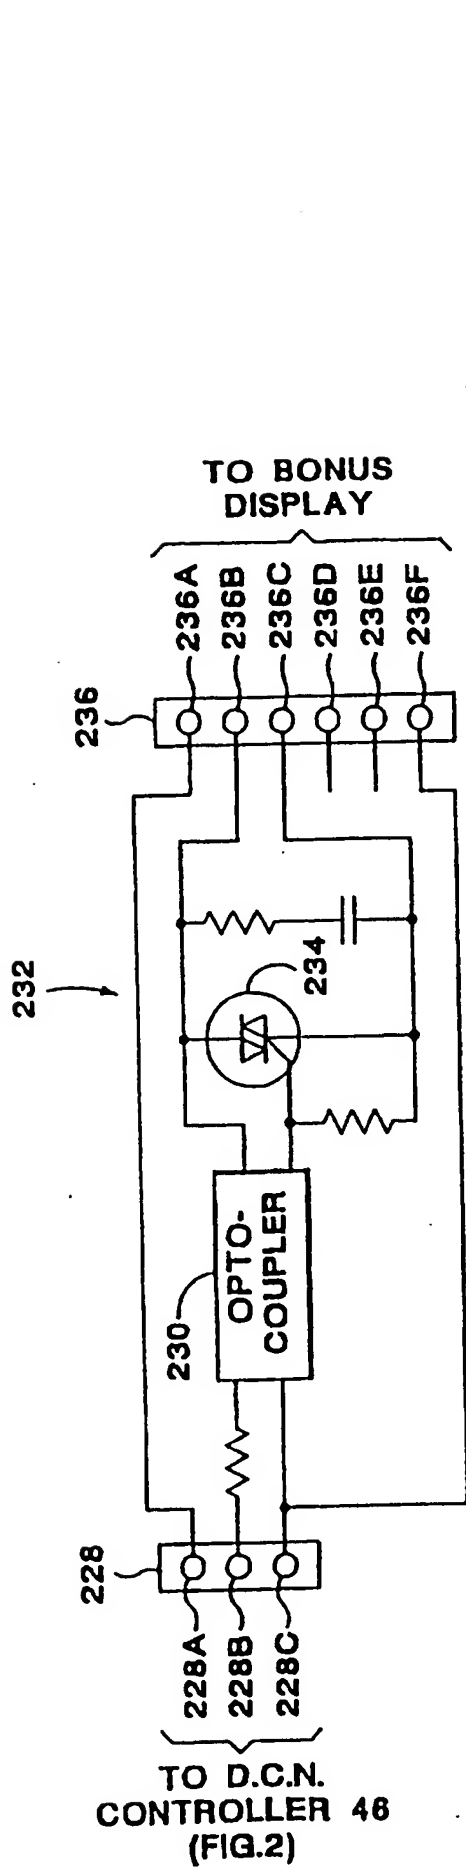 TO BONUS
DISPLAY
236
236A
236B
236C
236D
236E
236F
232
234
230
OPTO-
COUPLER
228
228A
228B
228C
TO D.C.N.
CONTROLLER 46
(FIG.2)